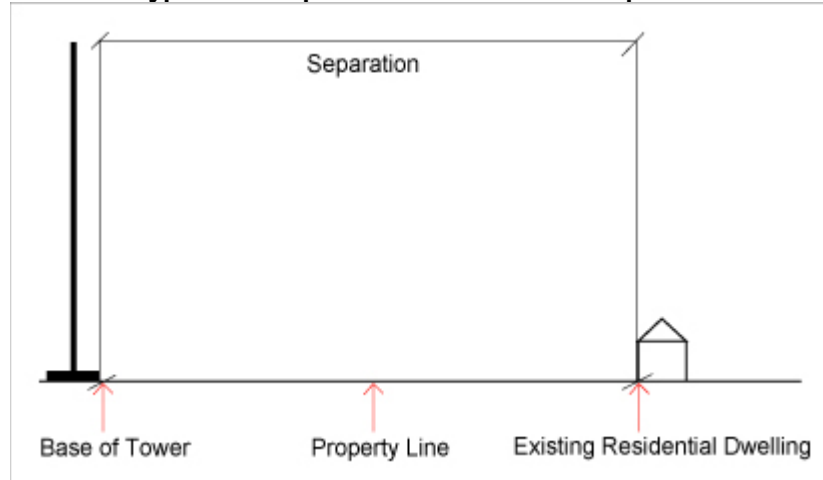 Separation
Base of Tower
Property Line
Existing Residential Dwelling